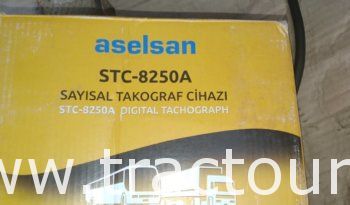 aselsan
STC-8250A
SAYISAL TAKOGRAF CİHAZI
STC-8250A DIGITAL TACHOGRAPH
www.tractour